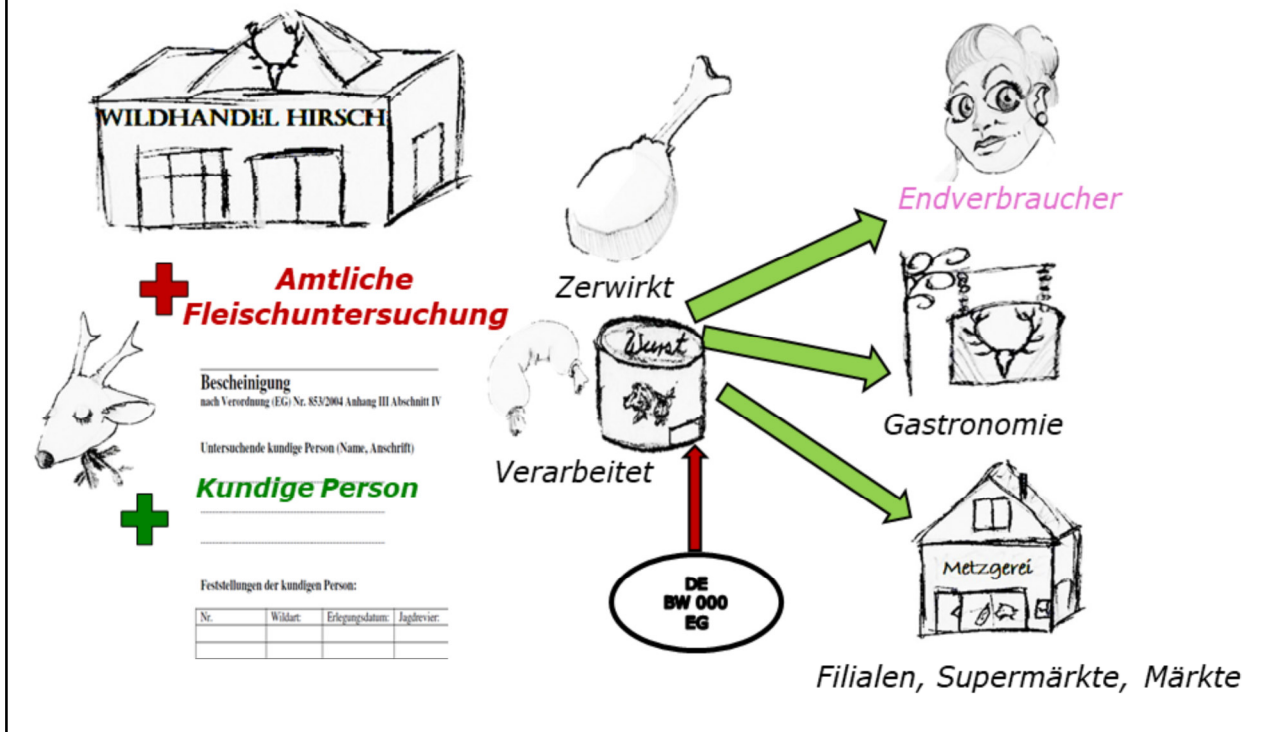 WILDHANDEL HIRSCH
Amtliche
Fleischuntersuchung
Bescheinigung
nach Verordnung (EG) Nr. 853/2004 Anhang III Abschnitt IV
Untersuchende kundige Person (Name, Anschrift)
Kundige Person
Feststellungen der kundigen Person:
Nr. Wildart: Erlegungsdatum: Jagdrevier:
Zerwirkt
Wurst
Verarbeitet
DE
BW 000
EG
Endverbraucher
Gastronomie
Metzgerei
Filialen, Supermärkte, Märkte